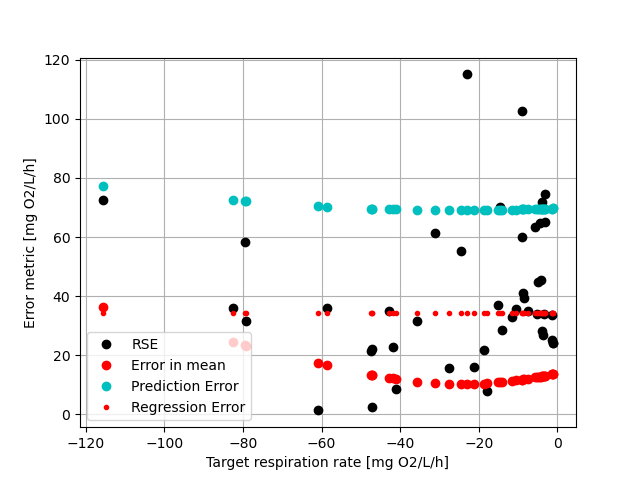 120
100
80
60
40
20
0
Error metric [mg O2/L/h]
RSE
Error in mean
Prediction Error
Regression Error
−120 −100 −80 −60 −40 −20 0
Target respiration rate [mg O2/L/h]